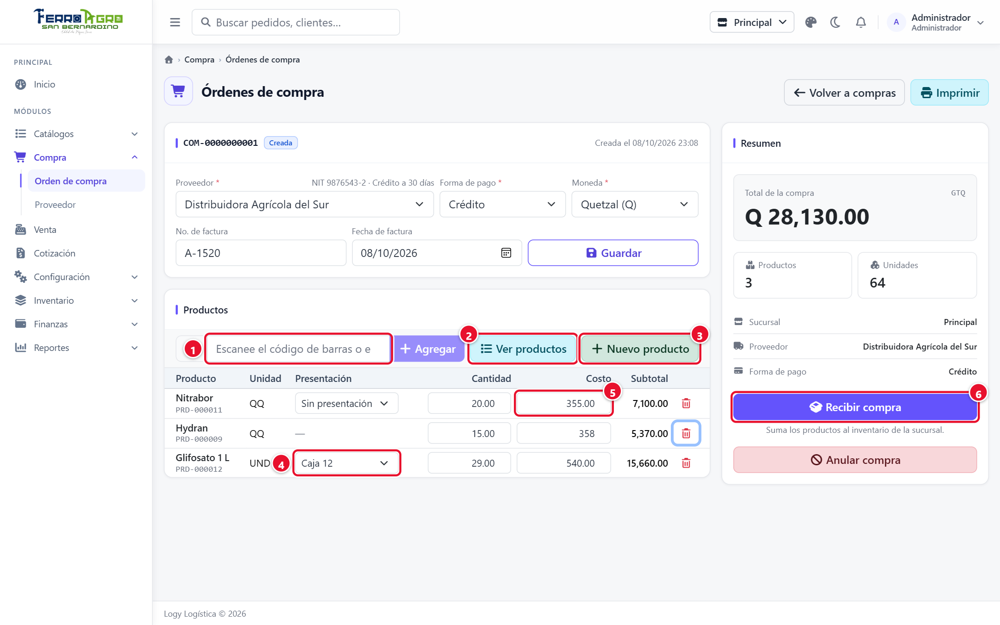 FERRO AGRO
SAN BERNARDINO
Buscar pedidos, clientes...
Principal
A
Administrador
Administrador
PRINCIPAL
Inicio
MÓDULOS
Catálogos
Compra
Orden de compra
Proveedor
Venta
Cotización
Configuración
Inventario
Finanzas
Reportes
› Compra › Órdenes de compra
Órdenes de compra
Volver a compras
Imprimir
COM-0000000001 Creada
Creada el 08/10/2026 23:08
Proveedor * NIT 9876543-2 · Crédito a 30 días Forma de pago * Moneda *
Distribuidora Agrícola del Sur Crédito Quetzal (Q)
No. de factura Fecha de factura
A-1520 08/10/2026 Guardar
Productos
1 Escanee el código de barras o e + Agregar 2 Ver productos + Nuevo producto 3
Producto Unidad Presentación Cantidad Costo Subtotal
Nitrabor
PRD-000011
QQ Sin presentación 20.00 355.00 5 7,100.00
Hydran
PRD-000009
QQ — 15.00 358 5,370.00
Glifosato 1 L
PRD-000012
UND 4 Caja 12 29.00 540.00 15,660.00
Resumen
Total de la compra GTQ
Q 28,130.00
Productos
3
Unidades
64
Sucursal Principal
Proveedor Distribuidora Agrícola del Sur
Forma de pago Crédito
6
Recibir compra
Suma los productos al inventario de la sucursal.
Anular compra
Logy Logística © 2026